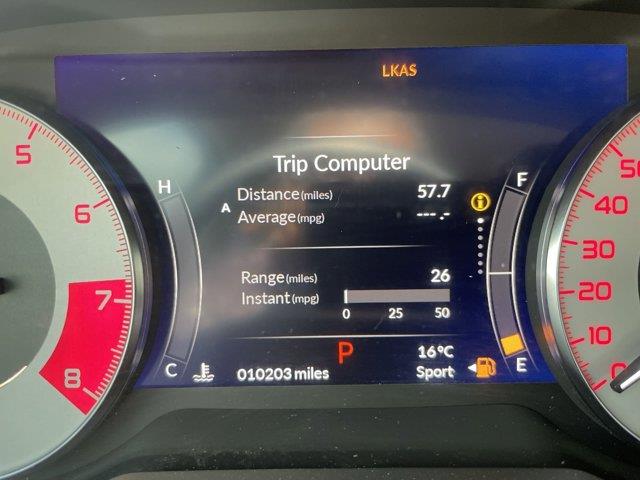 LKAS
Trip Computer
A
Distance(miles) 57.7
Average(mpg) ---.-
Range(miles) 26
Instant(mpg)
0 25 50
P
16°C
010203 miles Sport
H
C
F
E
5
6
7
8
50
40
30
20
10
0